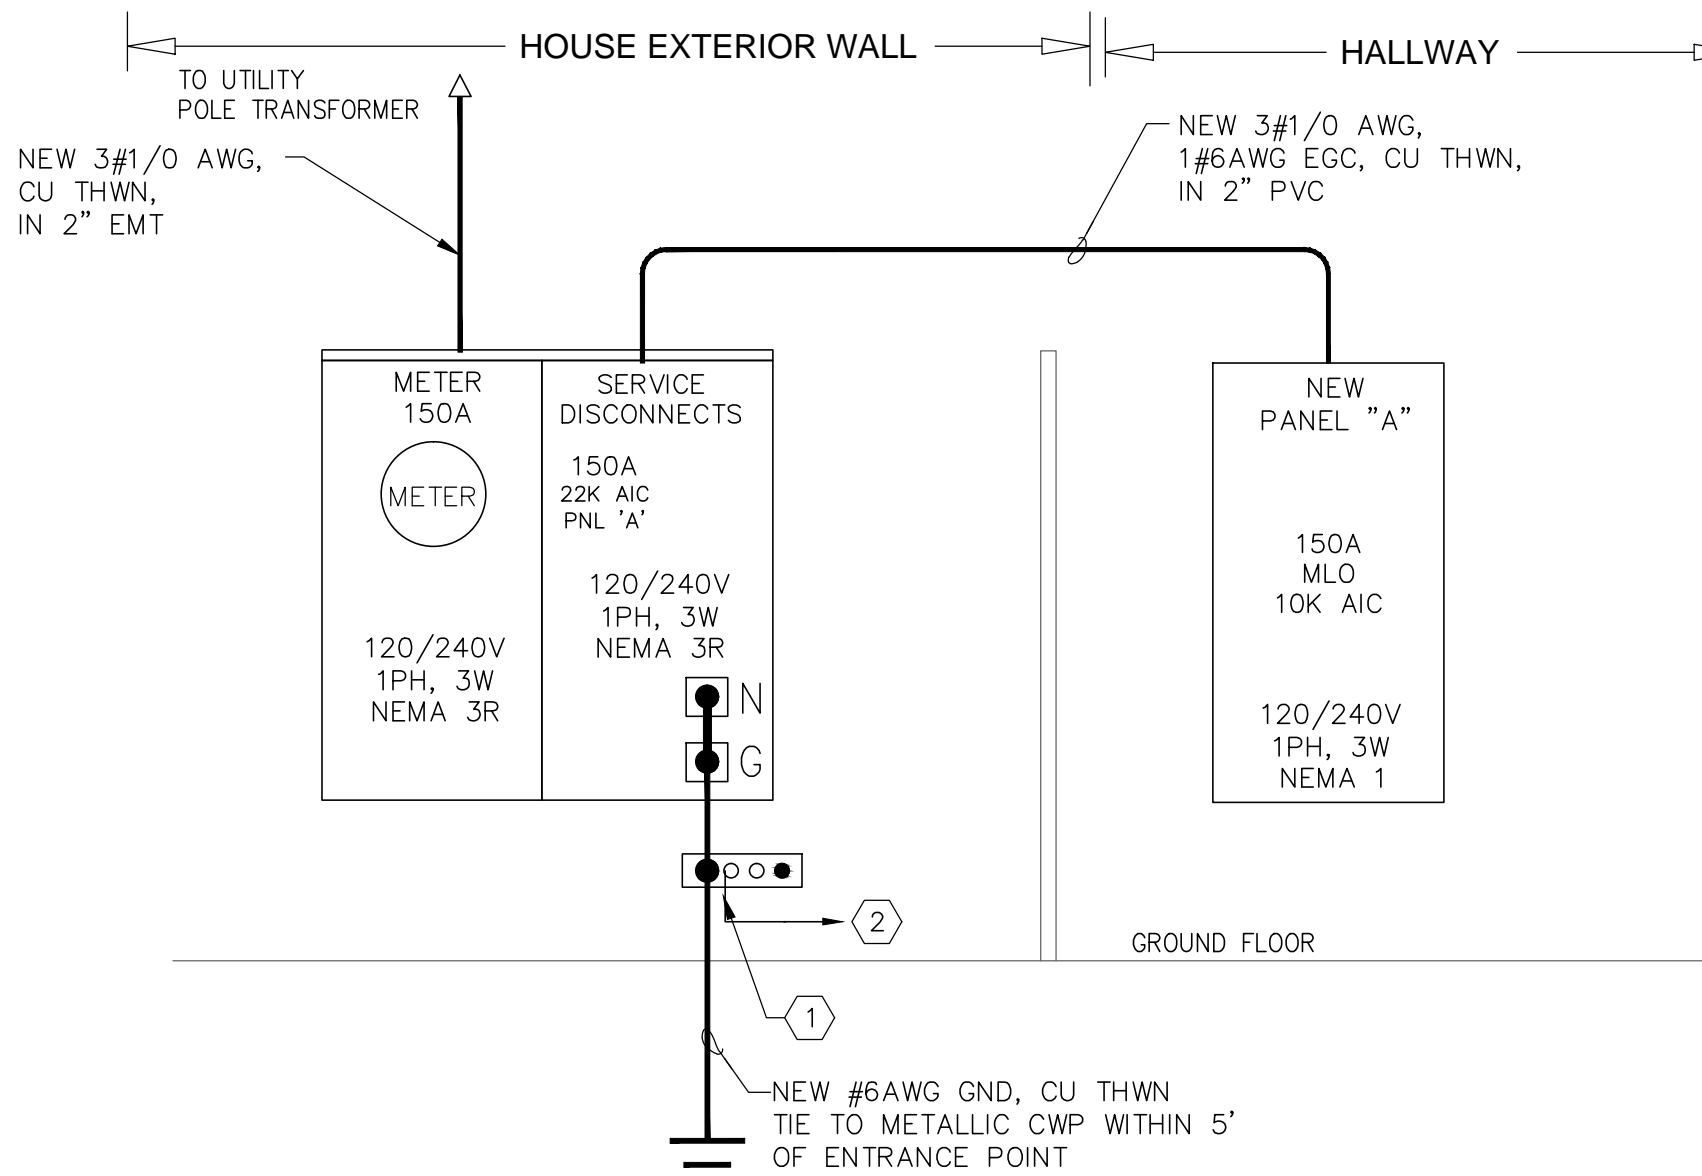 HOUSE EXTERIOR WALL
HALLWAY
TO UTILITY
POLE TRANSFORMER
NEW 3#1/0 AWG,
CU THWN,
IN 2" EMT
NEW 3#1/0 AWG,
1#6AWG EGC, CU THWN,
IN 2" PVC
METER
150A
METER
120/240V
1PH, 3W
NEMA 3R
SERVICE
DISCONNECTS
150A
22K AIC
PNL 'A'
120/240V
1PH, 3W
NEMA 3R
N
G
NEW
PANEL "A"
150A
MLO
10K AIC
120/240V
1PH, 3W
NEMA 1
2
GROUND FLOOR
1
NEW #6AWG GND, CU THWN
TIE TO METALLIC CWP WITHIN 5'
OF ENTRANCE POINT